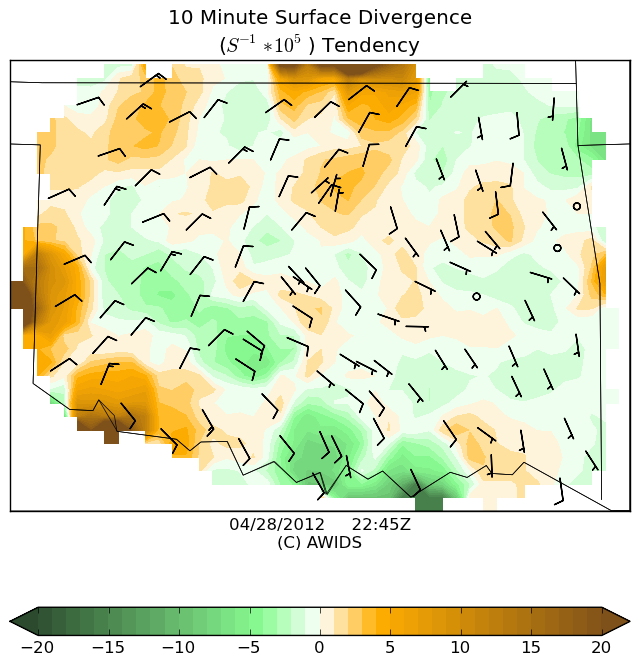 10 Minute Surface Divergence
(S⁻¹ ∗10⁵ ) Tendency
04/28/2012 22:45Z
(C) AWIDS
−20 −15 −10 −5 0 5 10 15 20